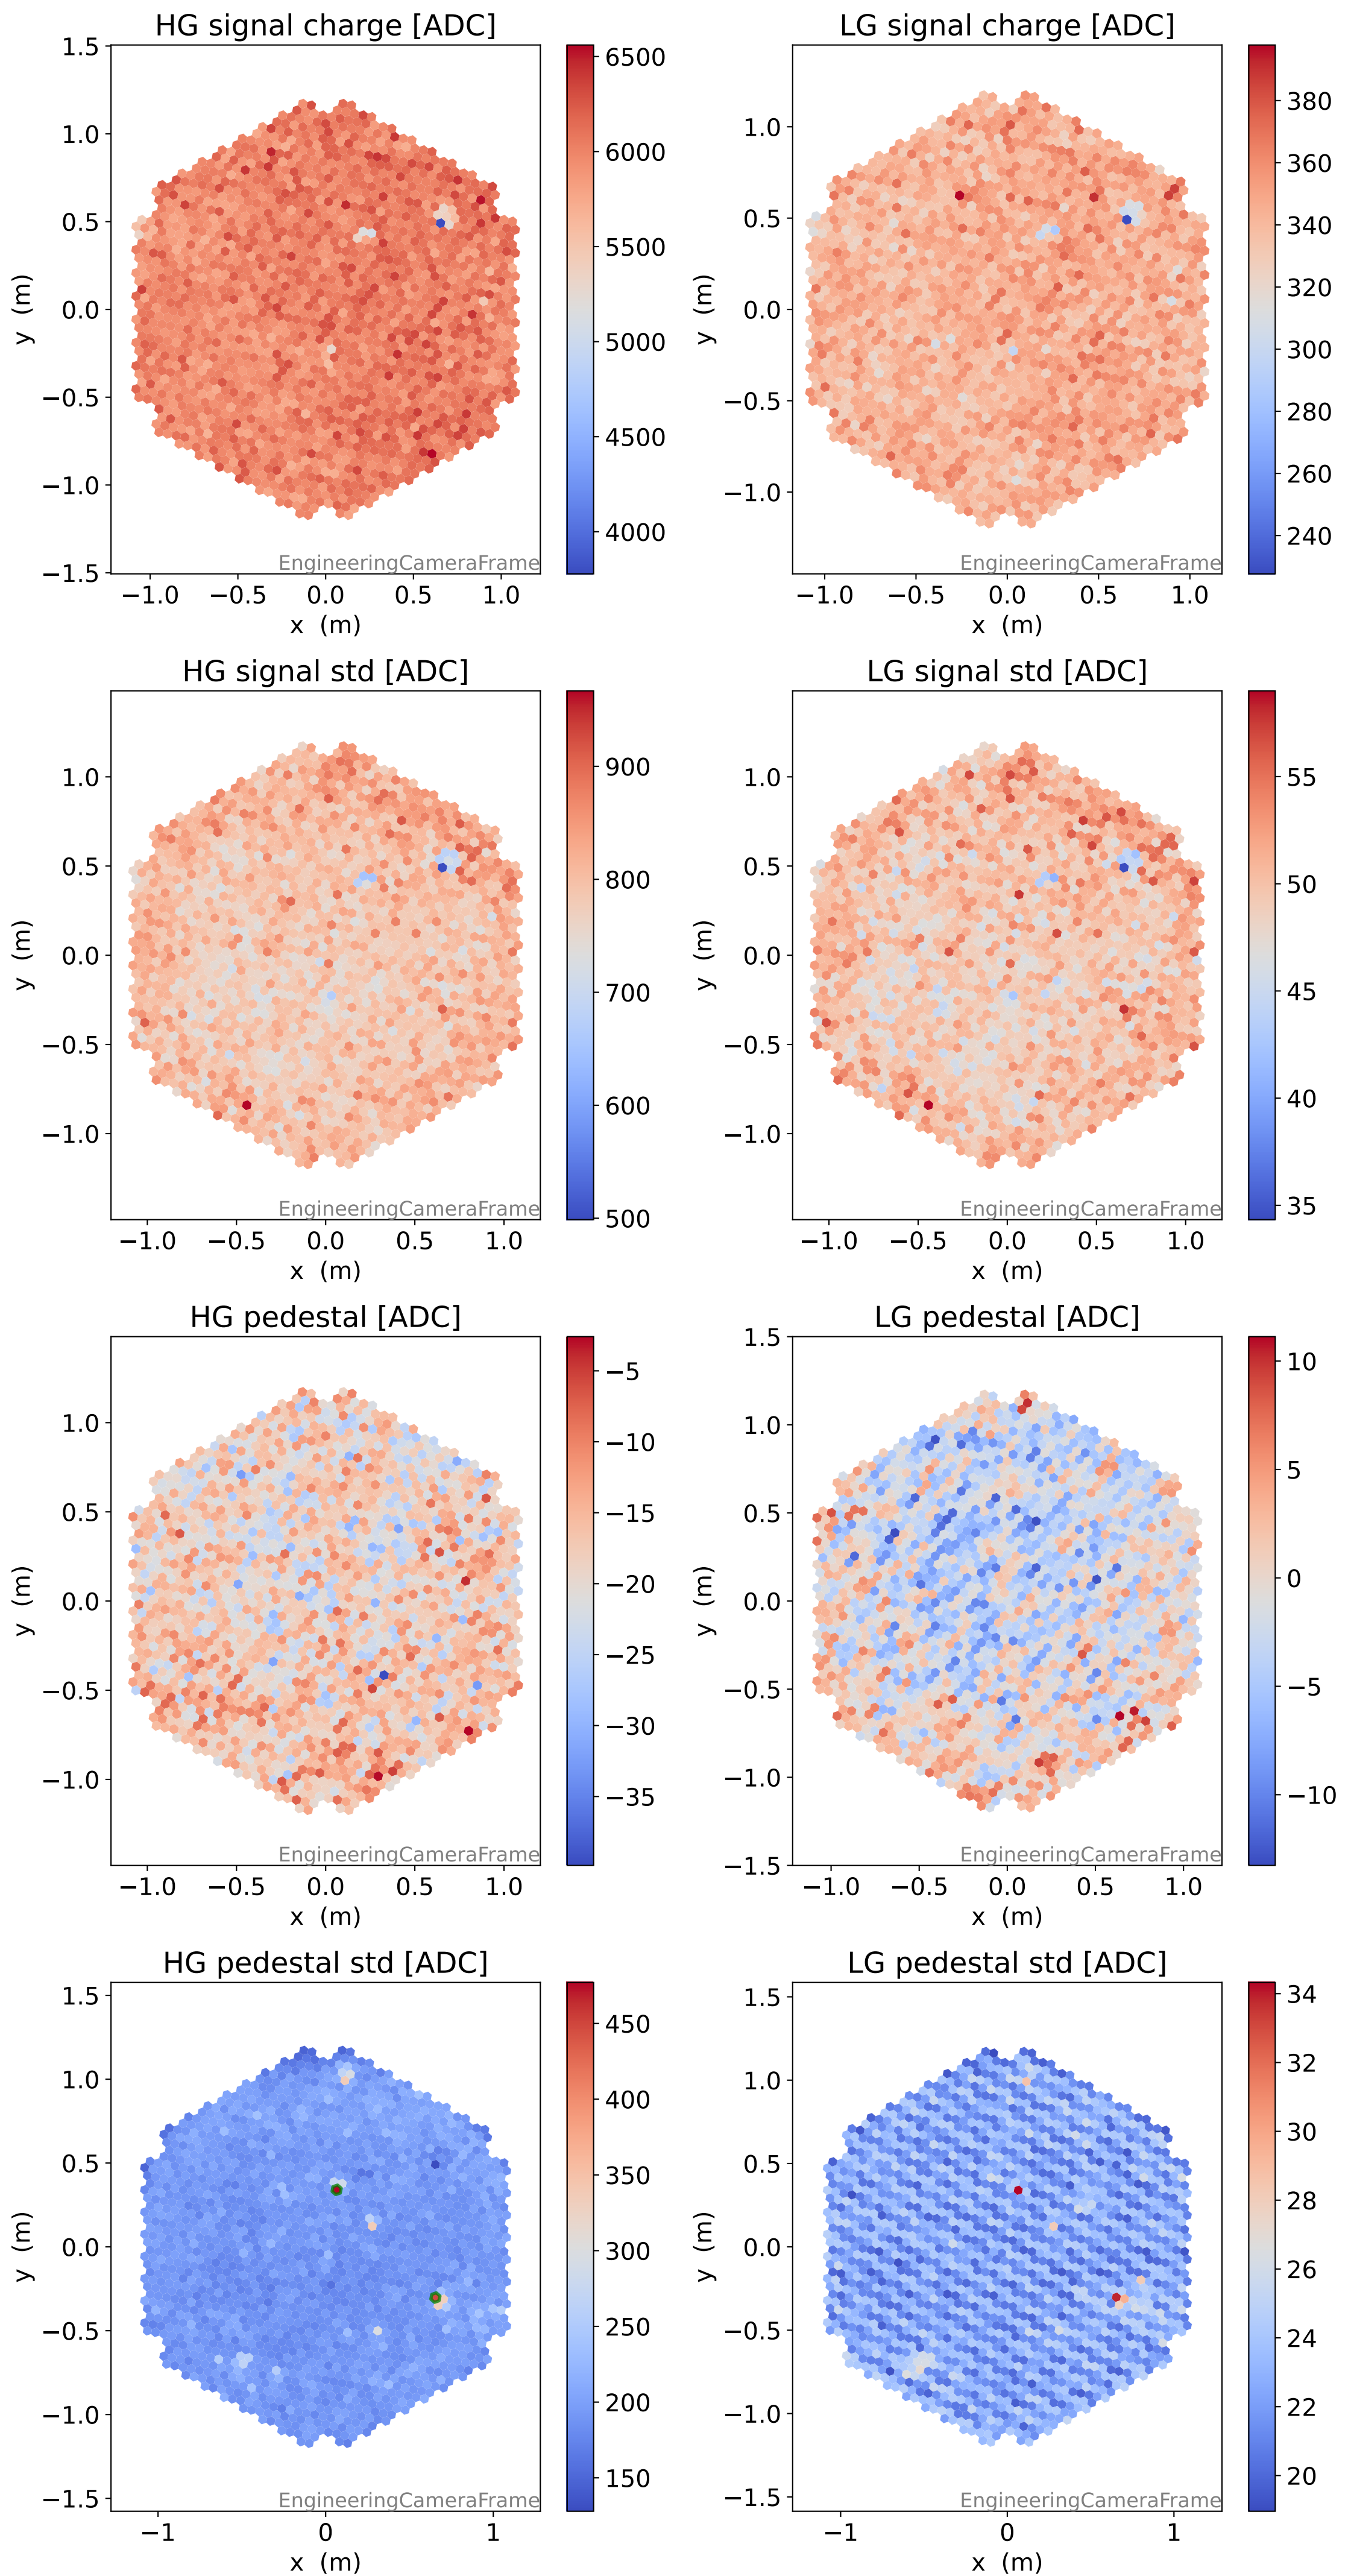 HG signal charge [ADC]
1.5
1.0
0.5
0.0
−0.5
−1.0
−1.5
y (m)
−1.0 −0.5 0.0 0.5 1.0
x (m)
EngineeringCameraFrame
6500
6000
5500
5000
4500
4000
LG signal charge [ADC]
1.0
0.5
0.0
−0.5
−1.0
y (m)
−1.0 −0.5 0.0 0.5 1.0
x (m)
EngineeringCameraFrame
380
360
340
320
300
280
260
240
HG signal std [ADC]
1.0
0.5
0.0
−0.5
−1.0
y (m)
−1.0 −0.5 0.0 0.5 1.0
x (m)
EngineeringCameraFrame
900
800
700
600
500
LG signal std [ADC]
1.0
0.5
0.0
−0.5
−1.0
y (m)
−1.0 −0.5 0.0 0.5 1.0
x (m)
EngineeringCameraFrame
55
50
45
40
35
HG pedestal [ADC]
1.0
0.5
0.0
−0.5
−1.0
y (m)
−1.0 −0.5 0.0 0.5 1.0
x (m)
EngineeringCameraFrame
−5
−10
−15
−20
−25
−30
−35
LG pedestal [ADC]
1.5
1.0
0.5
0.0
−0.5
−1.0
−1.5
y (m)
−1.0 −0.5 0.0 0.5 1.0
x (m)
EngineeringCameraFrame
10
5
0
−5
−10
HG pedestal std [ADC]
1.5
1.0
0.5
0.0
−0.5
−1.0
−1.5
y (m)
−1 0 1
x (m)
EngineeringCameraFrame
450
400
350
300
250
200
150
LG pedestal std [ADC]
1.5
1.0
0.5
0.0
−0.5
−1.0
−1.5
y (m)
−1 0 1
x (m)
EngineeringCameraFrame
34
32
30
28
26
24
22
20